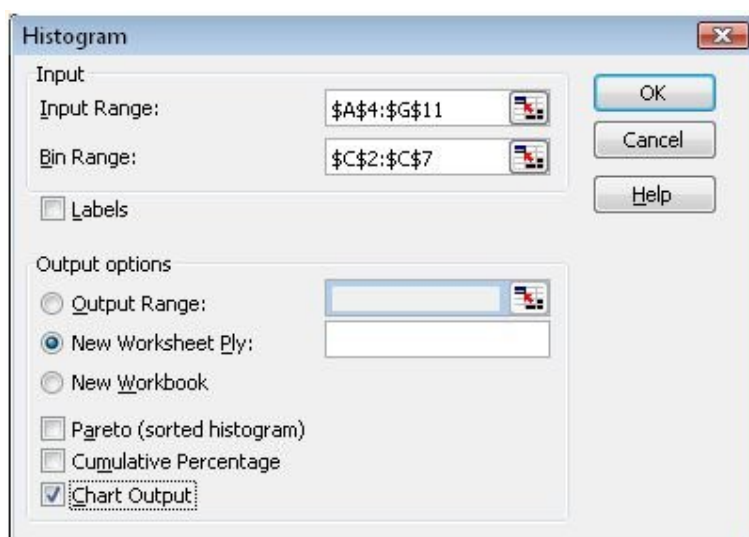 Histogram
Input
Input Range: $A$4:$G$11
Bin Range: $C$2:$C$7
Labels
OK
Cancel
Help
Output options
Output Range:
New Worksheet Ply:
New Workbook
Pareto (sorted histogram)
Cumulative Percentage
Chart Output